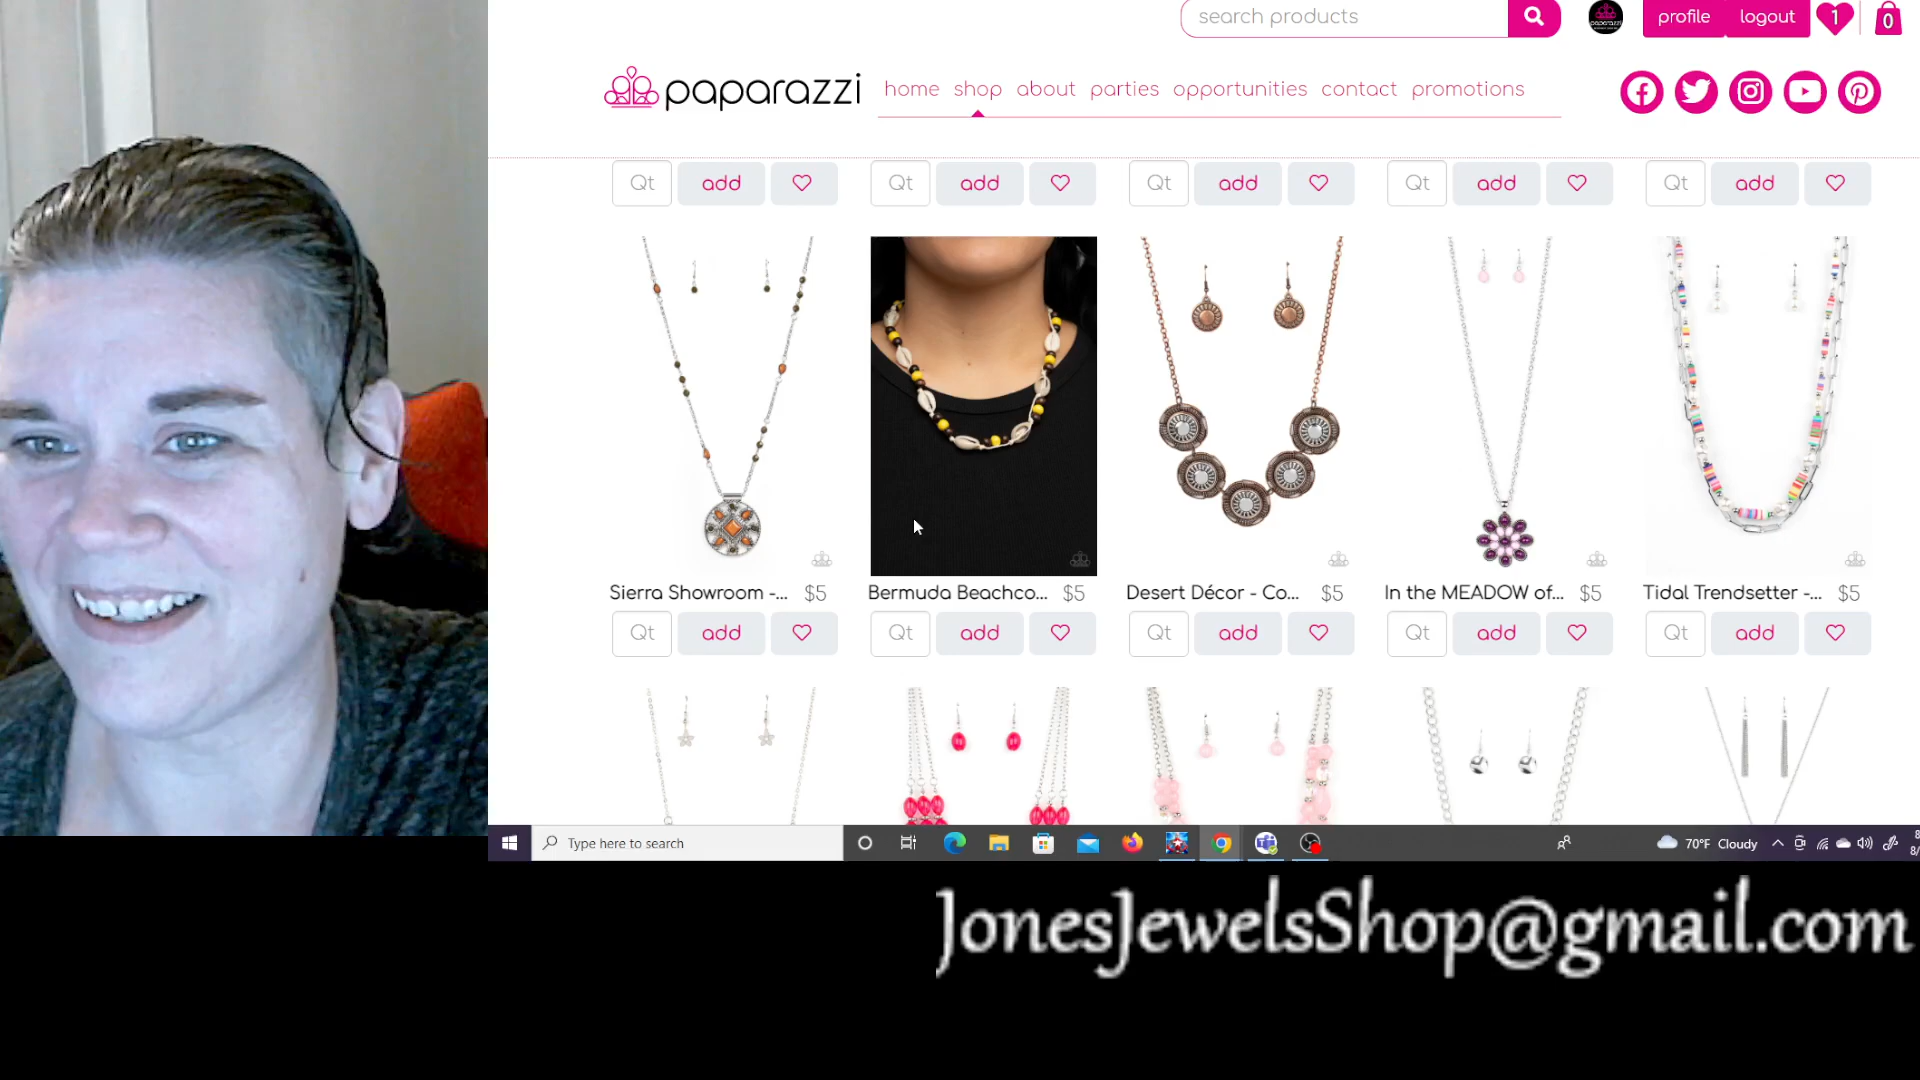 search products
profile
logout
1
0
paparazzi
home shop about parties opportunities contact promotions
Qt add Qt add Qt add Qt add Qt add
Sierra Showroom -... $5
Bermuda Beachco... $5
Desert Décor - Co... $5
In the MEADOW of... $5
Tidal Trendsetter -... $5
Qt add Qt add Qt add Qt add Qt add
Type here to search
70°F Cloudy
JonesJewelsShop@gmail.com